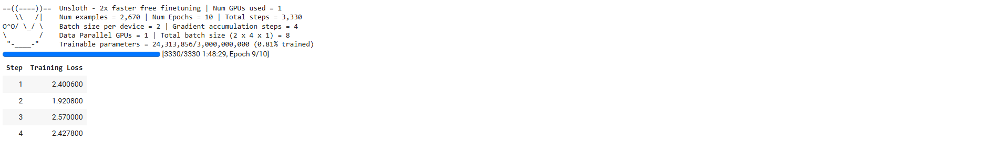 ==((====))==  Unsloth - 2x faster free finetuning | Num GPUs used = 1
   \\   /|    Num examples = 2,670 | Num Epochs = 10 | Total steps = 3,330
O^O/ \_/ \    Batch size per device = 2 | Gradient accumulation steps = 4
\        /    Data Parallel GPUs = 1 | Total batch size (2 x 4 x 1) = 8
 "-____-"     Trainable parameters = 24,313,856/3,000,000,000 (0.81% trained)
[3330/3330 1:48:29, Epoch 9/10]
Step Training Loss
1 2.400600
2 1.920800
3 2.570000
4 2.427800